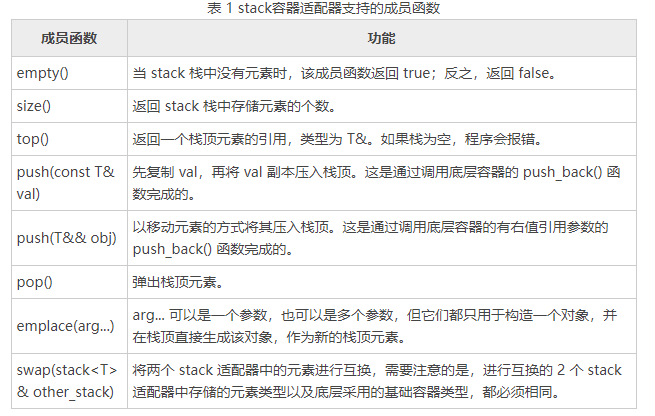 表 1 stack容器适配器支持的成员函数
成员函数 功能
empty() 当 stack 栈中没有元素时，该成员函数返回 true；反之，返回 false。
size() 返回 stack 栈中存储元素的个数。
top() 返回一个栈顶元素的引用，类型为 T&。如果栈为空，程序会报错。
push(const T& val) 先复制 val，再将 val 副本压入栈顶。这是通过调用底层容器的 push_back() 函
数完成的。
push(T&& obj) 以移动元素的方式将其压入栈顶。这是通过调用底层容器的有右值引用参数的
push_back() 函数完成的。
pop() 弹出栈顶元素。
emplace(arg...) arg... 可以是一个参数，也可以是多个参数，但它们都只用于构造一个对象，并
在栈顶直接生成该对象，作为新的栈顶元素。
swap(stack<T> & other_stack) 将两个 stack 适配器中的元素进行互换，需要注意的是，进行互换的 2 个 stack
适配器中存储的元素类型以及底层采用的基础容器类型，都必须相同。